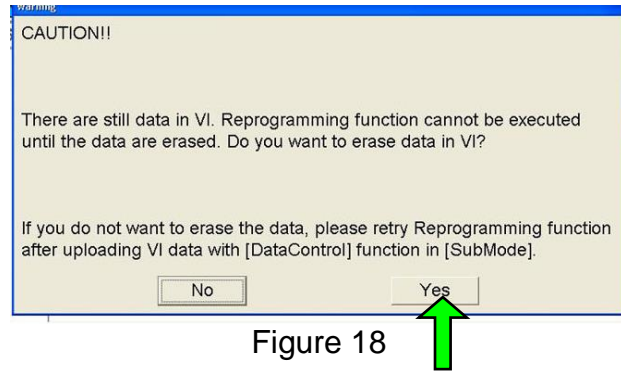 Warning
CAUTION!!
There are still data in VI. Reprogramming function cannot be executed
until the data are erased. Do you want to erase data in VI?
If you do not want to erase the data, please retry Reprogramming function
after uploading VI data with [DataControl] function in [SubMode].
No Yes
Figure 18